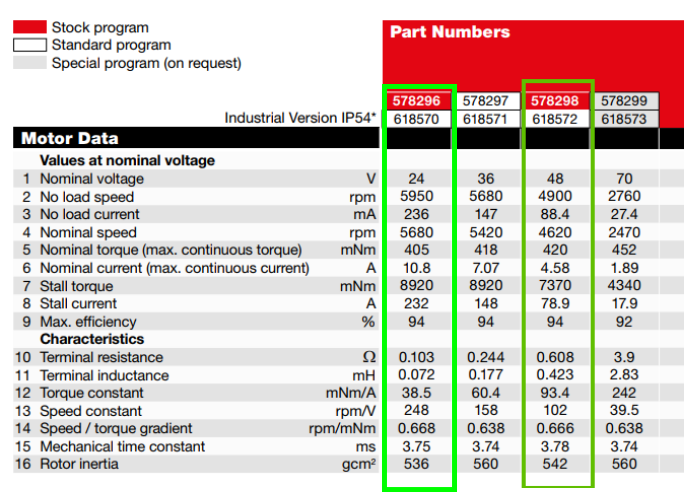 Stock program
Standard program
Special program (on request)
Part Numbers
578296 578297 578298 578299
Industrial Version IP54* 618570 618571 618572 618573
Motor Data
Values at nominal voltage
1 Nominal voltage V 24 36 48 70
2 No load speed rpm 5950 5680 4900 2760
3 No load current mA 236 147 88.4 27.4
4 Nominal speed rpm 5680 5420 4620 2470
5 Nominal torque (max. continuous torque) mNm 405 418 420 452
6 Nominal current (max. continuous current) A 10.8 7.07 4.58 1.89
7 Stall torque mNm 8920 8920 7370 4340
8 Stall current A 232 148 78.9 17.9
9 Max. efficiency % 94 94 94 92
Characteristics
10 Terminal resistance Ω 0.103 0.244 0.608 3.9
11 Terminal inductance mH 0.072 0.177 0.423 2.83
12 Torque constant mNm/A 38.5 60.4 93.4 242
13 Speed constant rpm/V 248 158 102 39.5
14 Speed / torque gradient rpm/mNm 0.668 0.638 0.666 0.638
15 Mechanical time constant ms 3.75 3.74 3.78 3.74
16 Rotor inertia gcm² 536 560 542 560